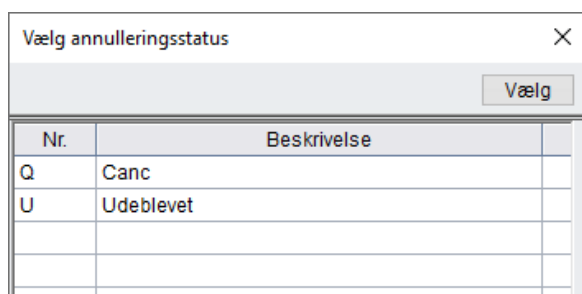 Vælg annulleringsstatus
Vælg
Nr. Beskrivelse
Q Canc
U Udeblevet